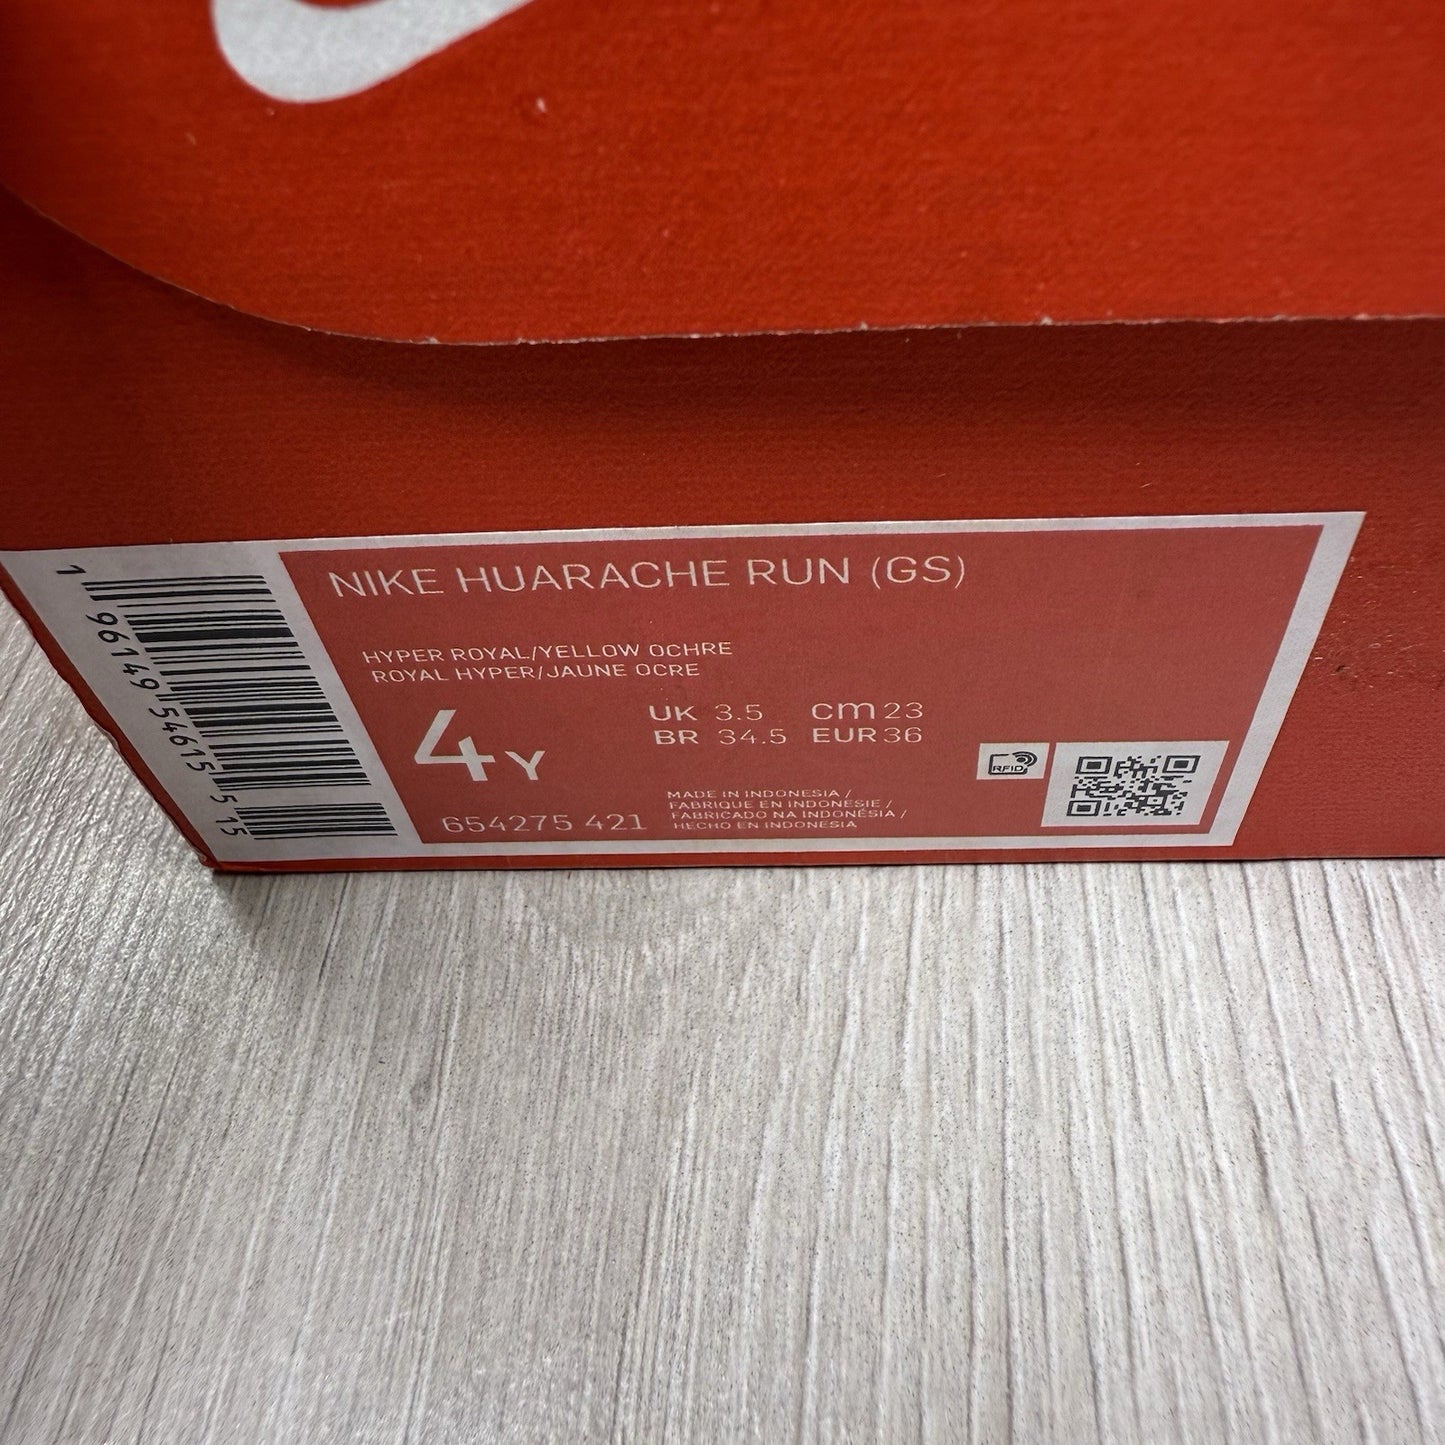 NIKE HUARACHE RUN (GS)
HYPER ROYAL/YELLOW OCHRE
ROYAL HYPER/JAUNE OCRE
4Y
UK 3.5 cm 23
BR 34.5 EUR 36
654275 421
MADE IN INDONESIA /
FABRIQUE EN INDONESIE /
FABRICADO NA INDONÉSIA /
HECHO EN INDONESIA
RFID
1 96149 54615 5 15